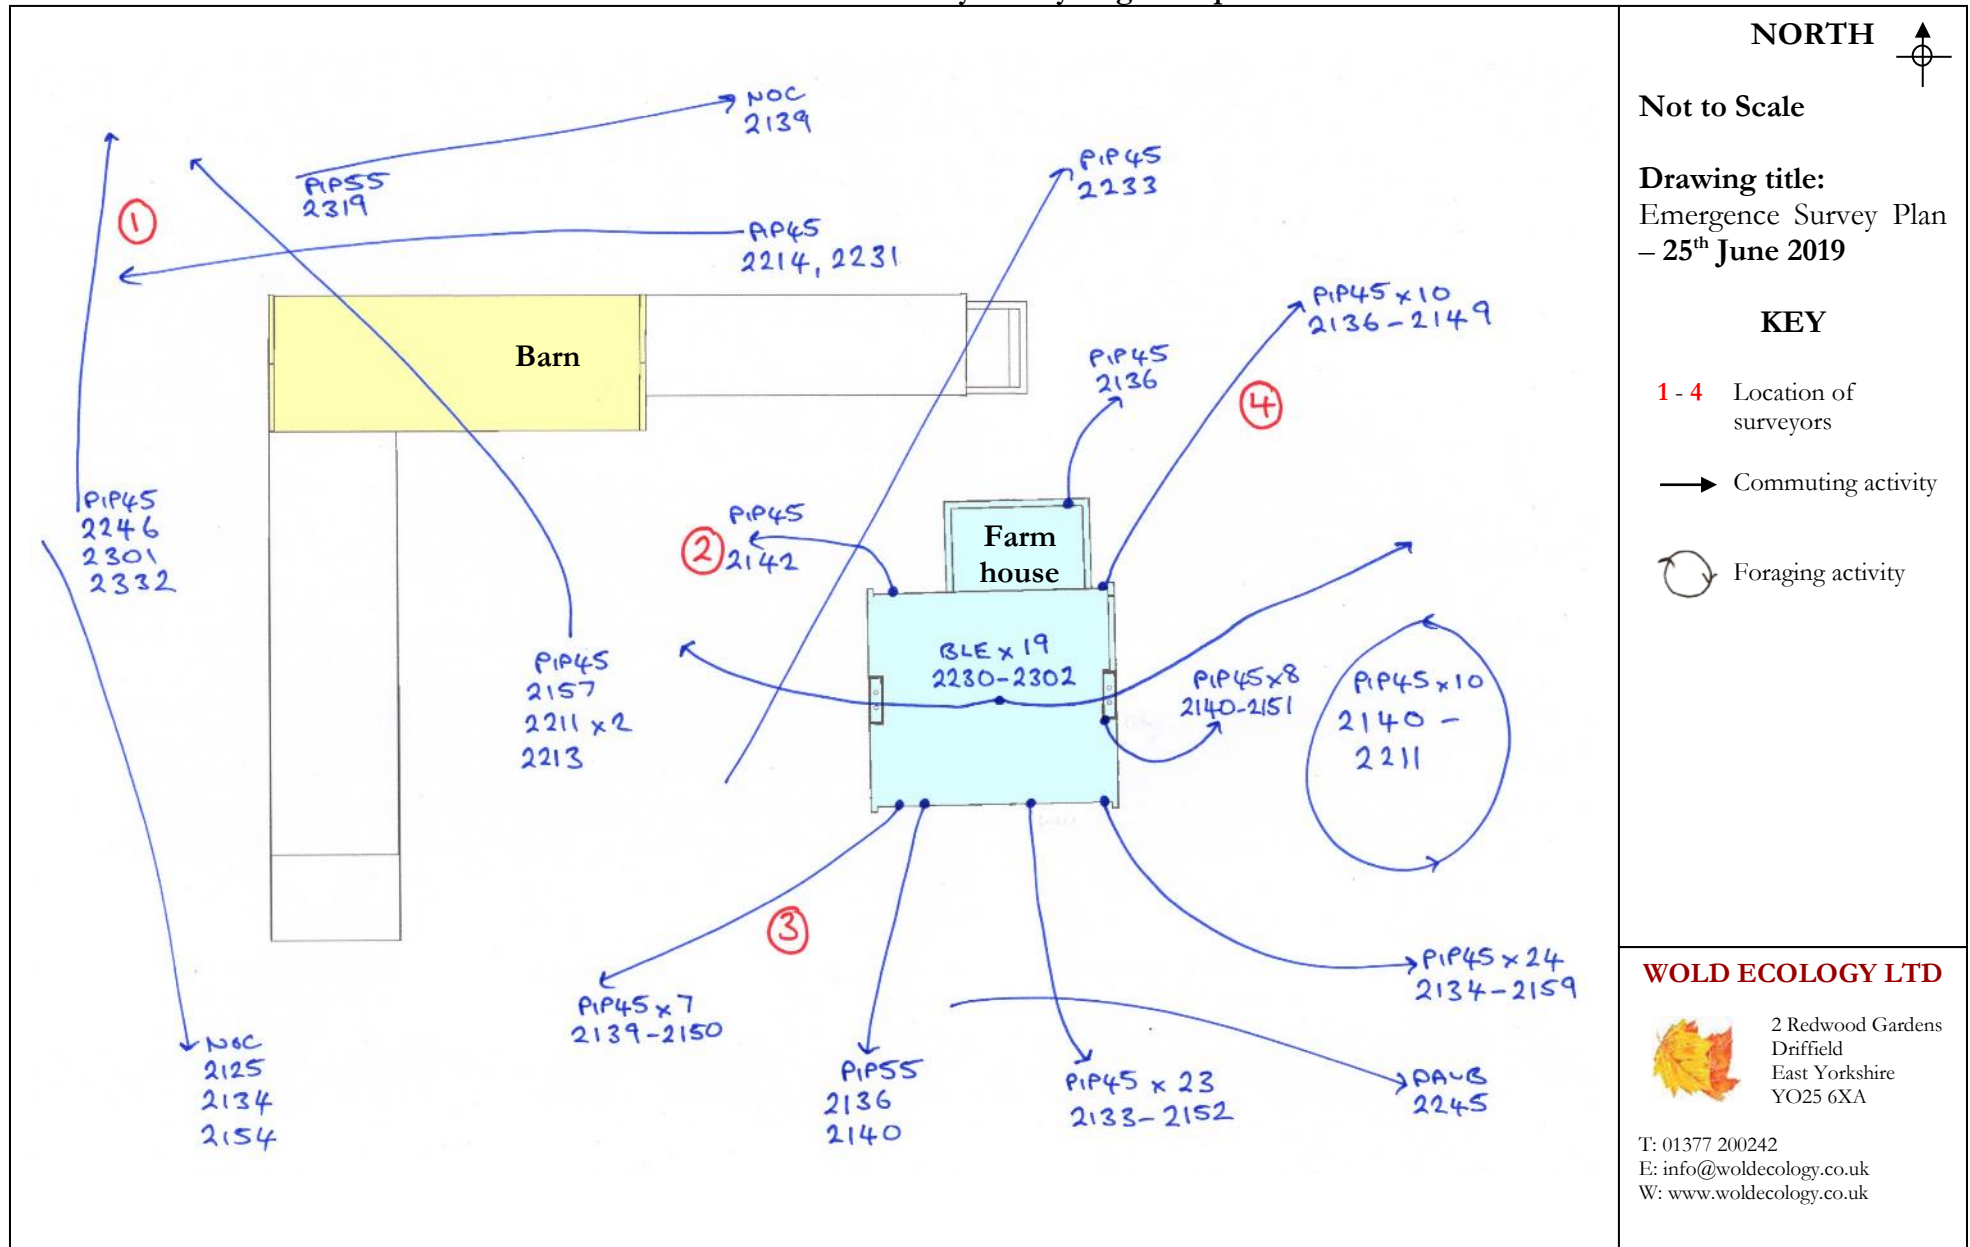 NOC
2139
PIP55
2319
1
PIP45
2214, 2231
PIP45
2233
PIP45 x 10
2136-2149
PIP45
2136
4
Barn
PIP45
2246
2301
2332
PIP45
2142
2
Farm
house
BLE x 19
2230-2302
PIP45
2157
2211 x 2
2213
PIP45x8
2140-2151
PIP45x10
2140 -
2211
3
PIP45 x 7
2139-2150
PIP45 x 24
2134-2159
NOC
2125
2134
2154
PIP55
2136
2140
PIP45 x 23
2133-2152
DAUB
2245
NORTH
Not to Scale
Drawing title:
Emergence Survey Plan
– 25th June 2019
KEY
1 - 4 Location of
surveyors
Commuting activity
Foraging activity
WOLD ECOLOGY LTD
2 Redwood Gardens
Driffield
East Yorkshire
YO25 6XA
T: 01377 200242
E: info@woldecology.co.uk
W: www.woldecology.co.uk